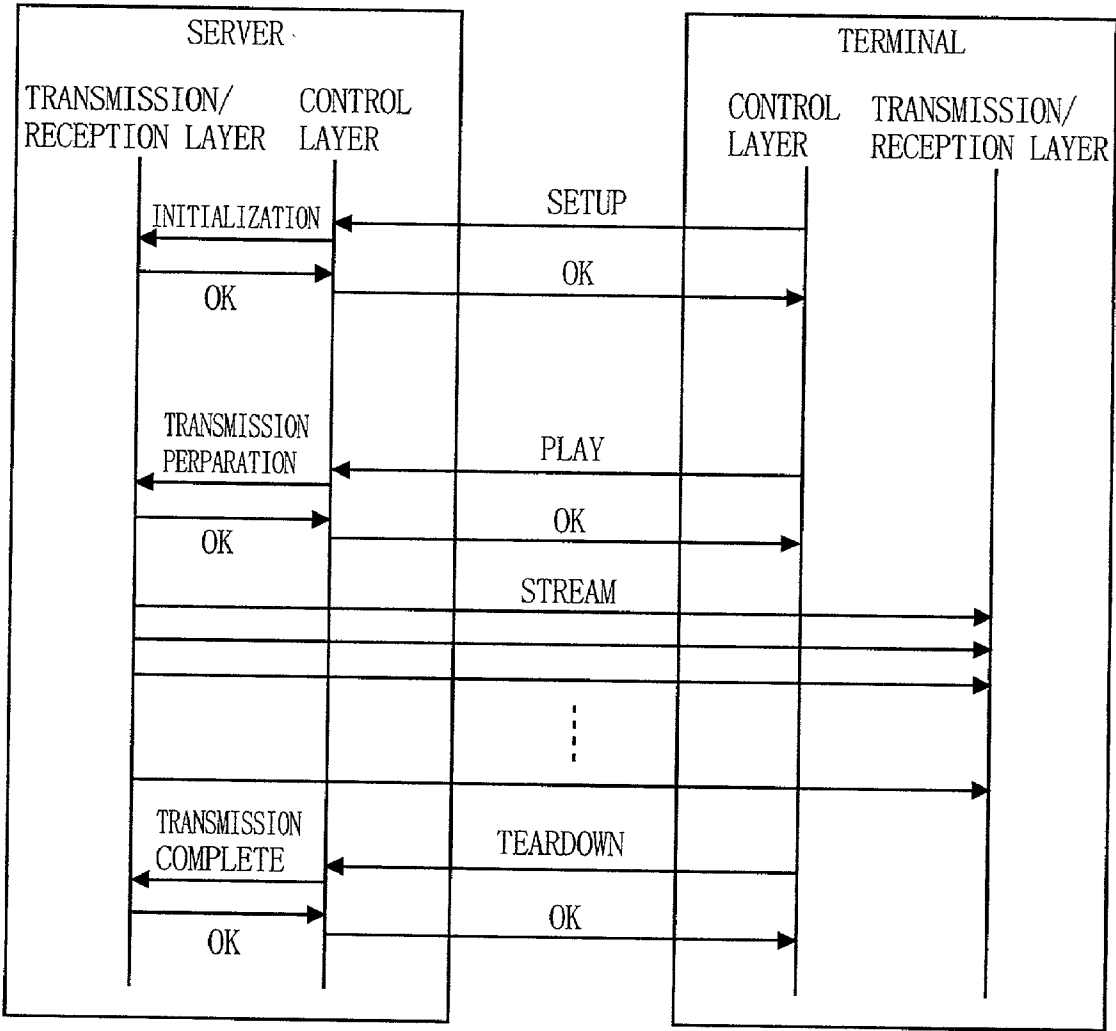 SERVER
TERMINAL
TRANSMISSION/
RECEPTION LAYER
CONTROL
LAYER
CONTROL
LAYER
TRANSMISSION/
RECEPTION LAYER
SETUP
INITIALIZATION
OK
OK
TRANSMISSION
PERPARATION
PLAY
OK
OK
STREAM
TRANSMISSION
COMPLETE
TEARDOWN
OK
OK